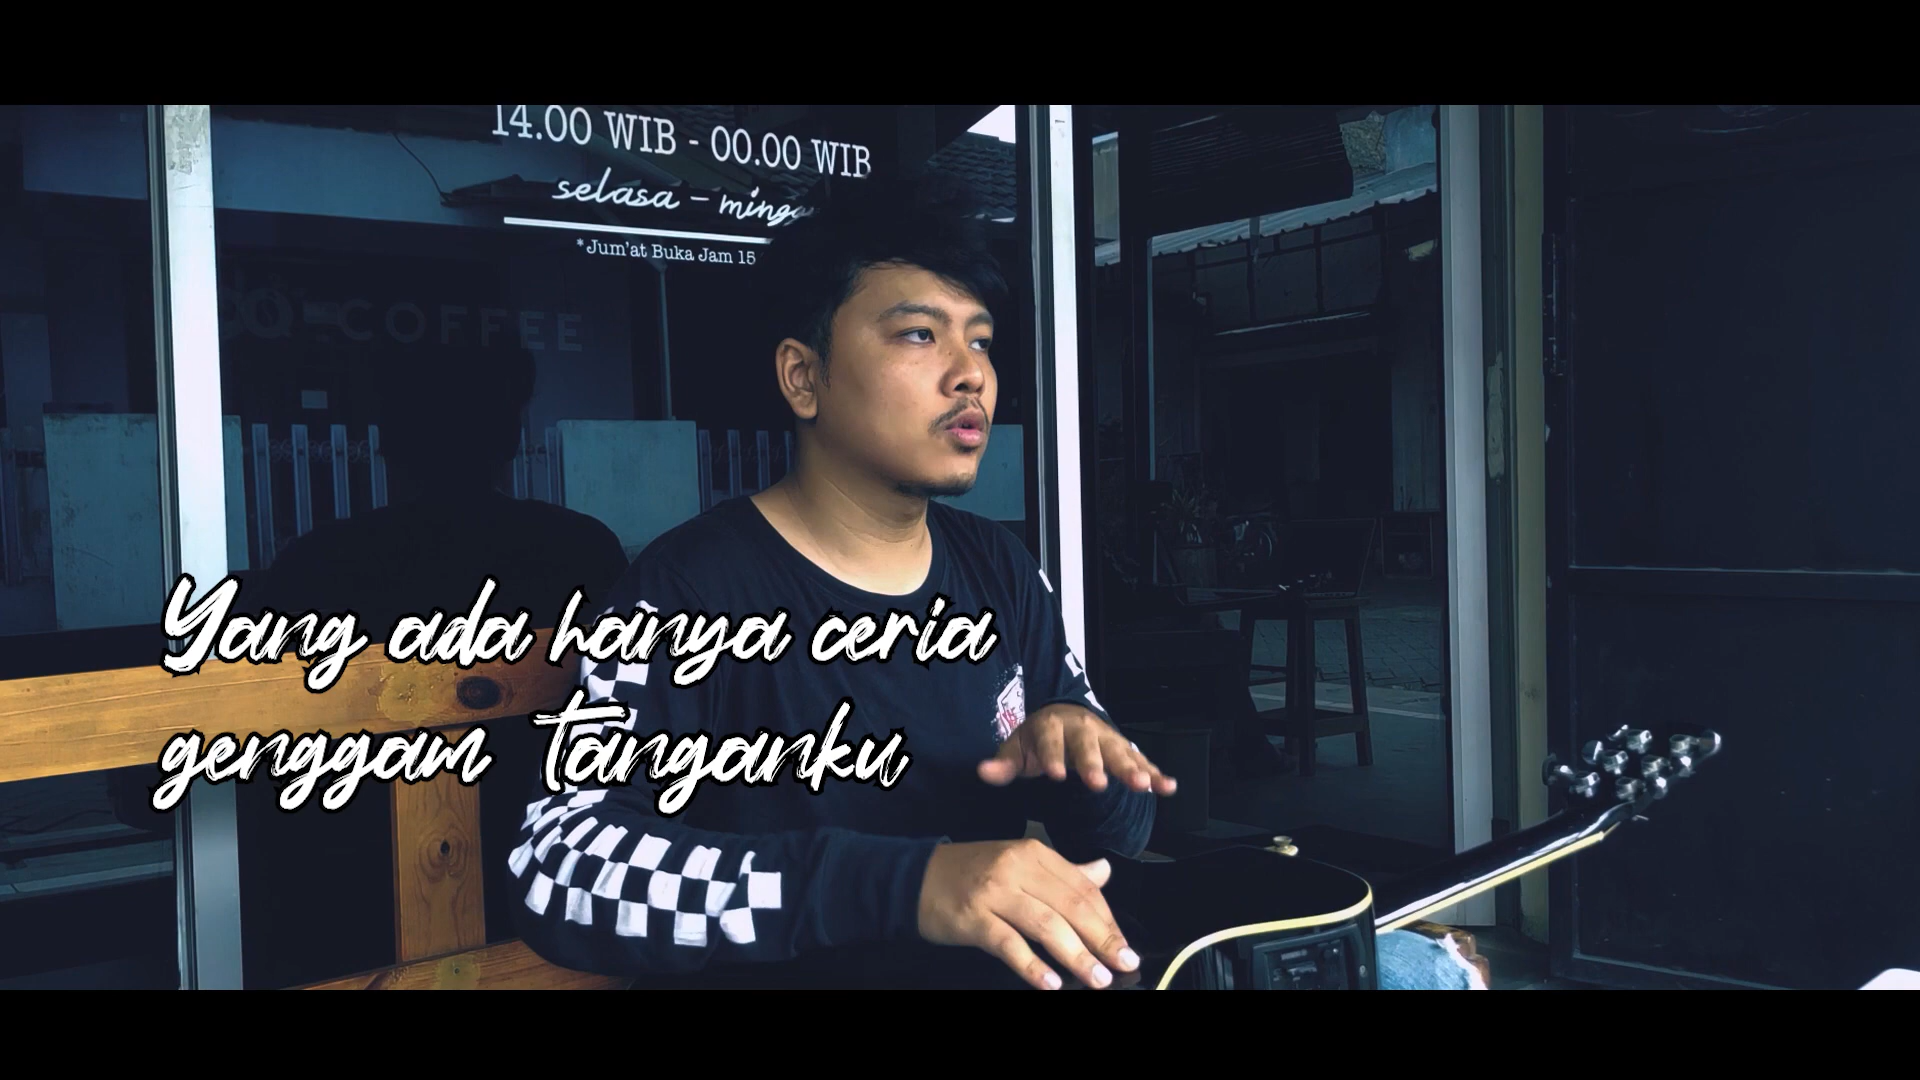 14.00 WIB - 00.00 WIB
selasa -
*Jum'at Buka Jam 15
COFFEE
Yang ada hanya ceria
genggam tanganku